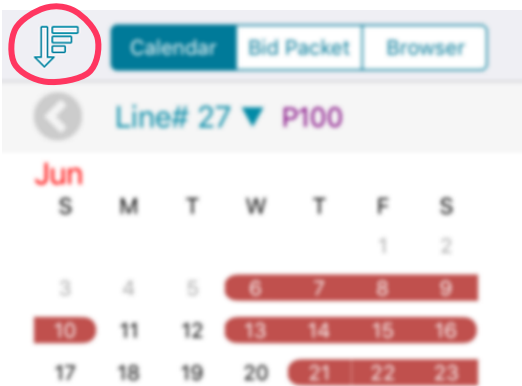 Calendar Bid Packet Browser
Line# 27 ▼ P100
Jun
S M T W T F S
1 2
3 4 5 6 7 8 9
10 11 12 13 14 15 16
17 18 19 20 21 22 23